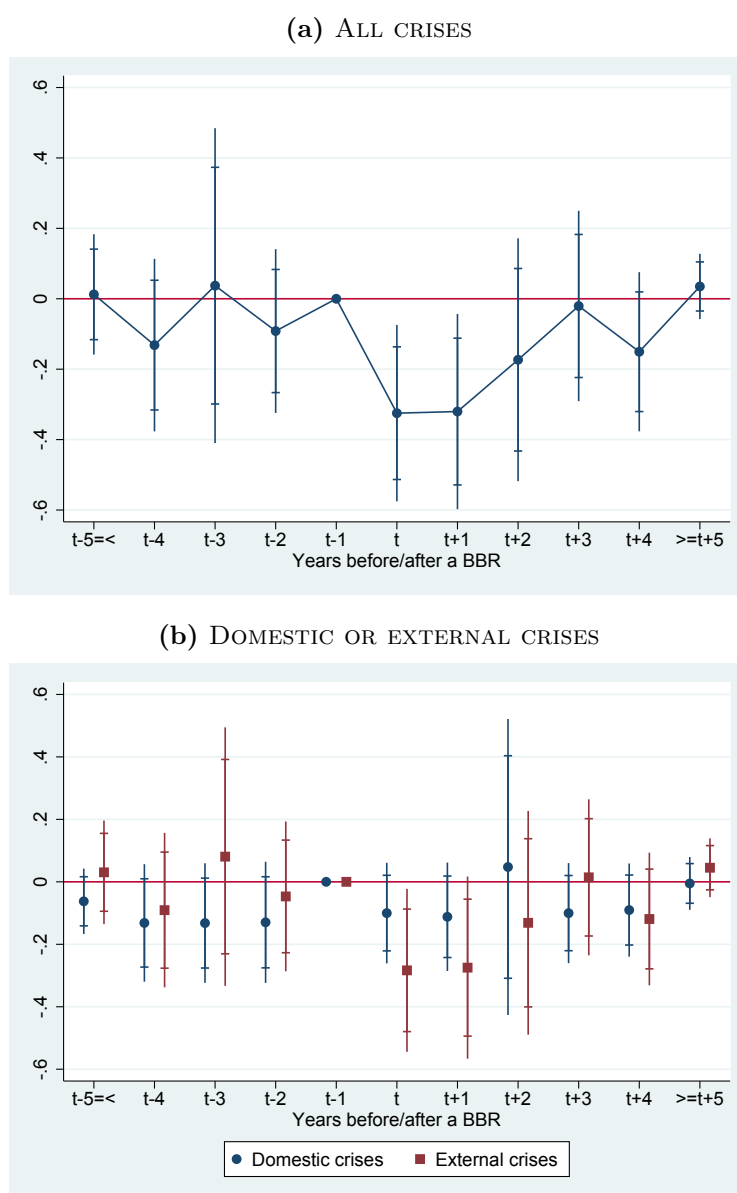 (a) All crises
.6
.4
.2
0
-.2
-.4
-.6
t-5=< t-4 t-3 t-2 t-1 t t+1 t+2 t+3 t+4 >=t+5
Years before/after a BBR
(b) Domestic or external crises
.6
.4
.2
0
-.2
-.4
-.6
t-5=< t-4 t-3 t-2 t-1 t t+1 t+2 t+3 t+4 >=t+5
Years before/after a BBR
Domestic crises External crises